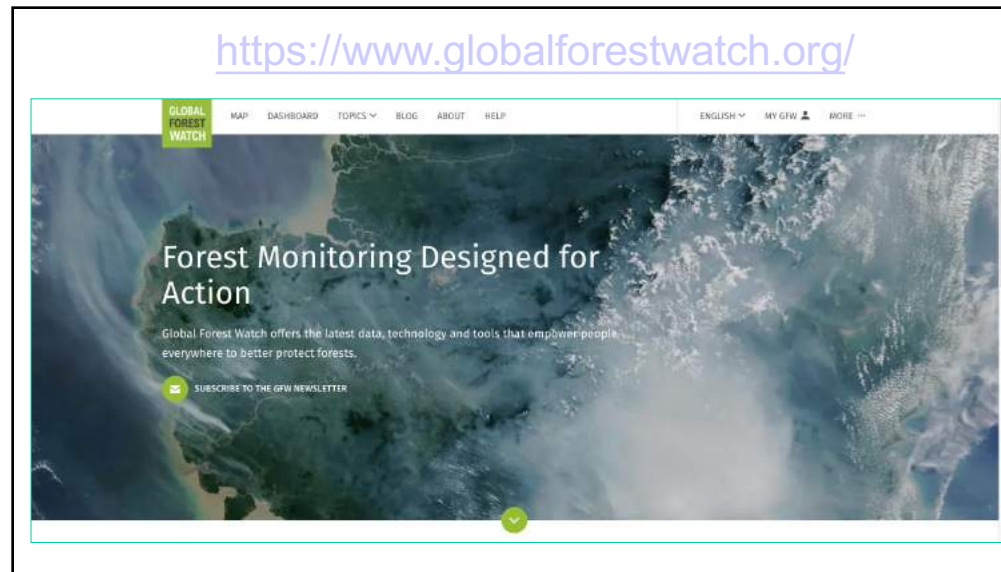 https://www.globalforestwatch.org/
GLOBAL
FOREST
WATCH
MAP DASHBOARD TOPICS BLOG ABOUT HELP
ENGLISH MY GFW MORE ...
Forest Monitoring Designed for
Action
Global Forest Watch offers the latest data, technology and tools that empower people
everywhere to better protect forests.
SUBSCRIBE TO THE GFW NEWSLETTER